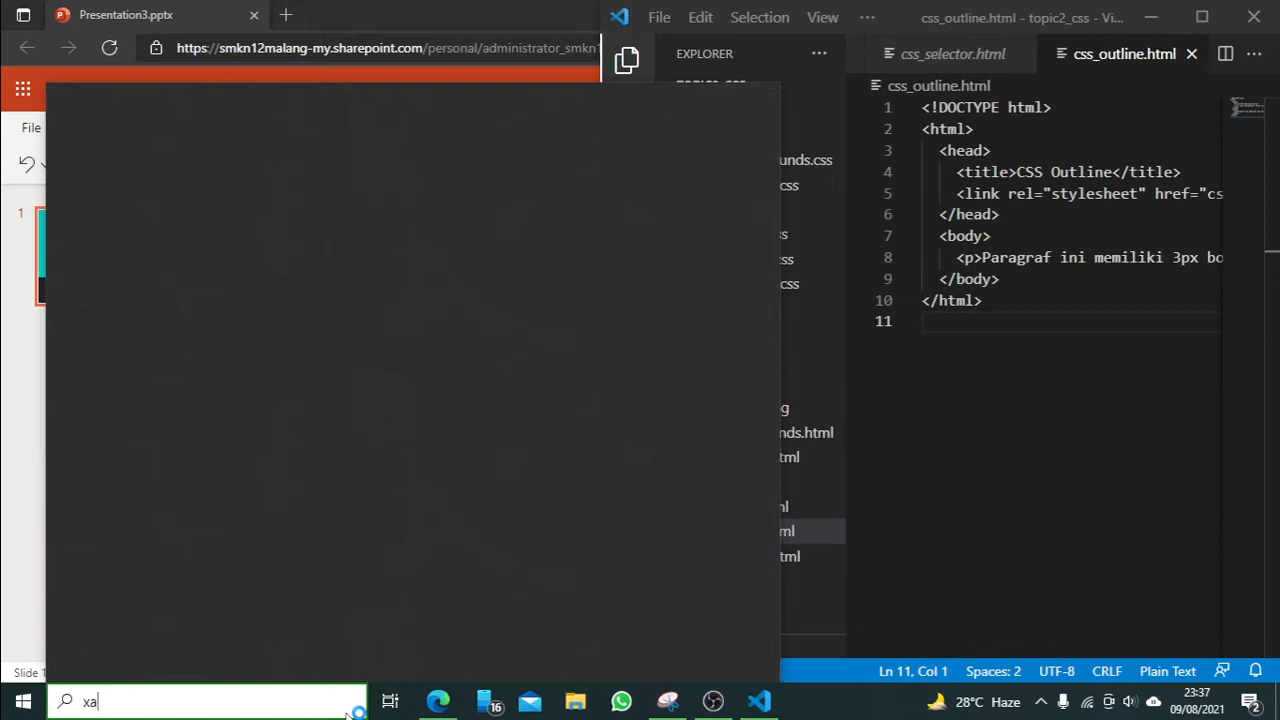 Presentation3.pptx
https://smkn12malang-my.sharepoint.com/personal/administrator_smkn1
File
Slide 1
File Edit Selection View ··· css_outline.html - topic2_css - Vi...
EXPLORER ···
css_selector.html css_outline.html
css_outline.html
unds.css
css
s
ss
css
g
nds.html
tml
ml
ml
tml
1 <!DOCTYPE html>
2 <html>
3 <head>
4 <title>CSS Outline</title>
5 <link rel="stylesheet" href="cs
6 </head>
7 <body>
8 <p>Paragraf ini memiliki 3px bo
9 </body>
10 </html>
11
1
Ln 11, Col 1 Spaces: 2 UTF-8 CRLF Plain Text
xa
16
28°C Haze
23:37
09/08/2021
2